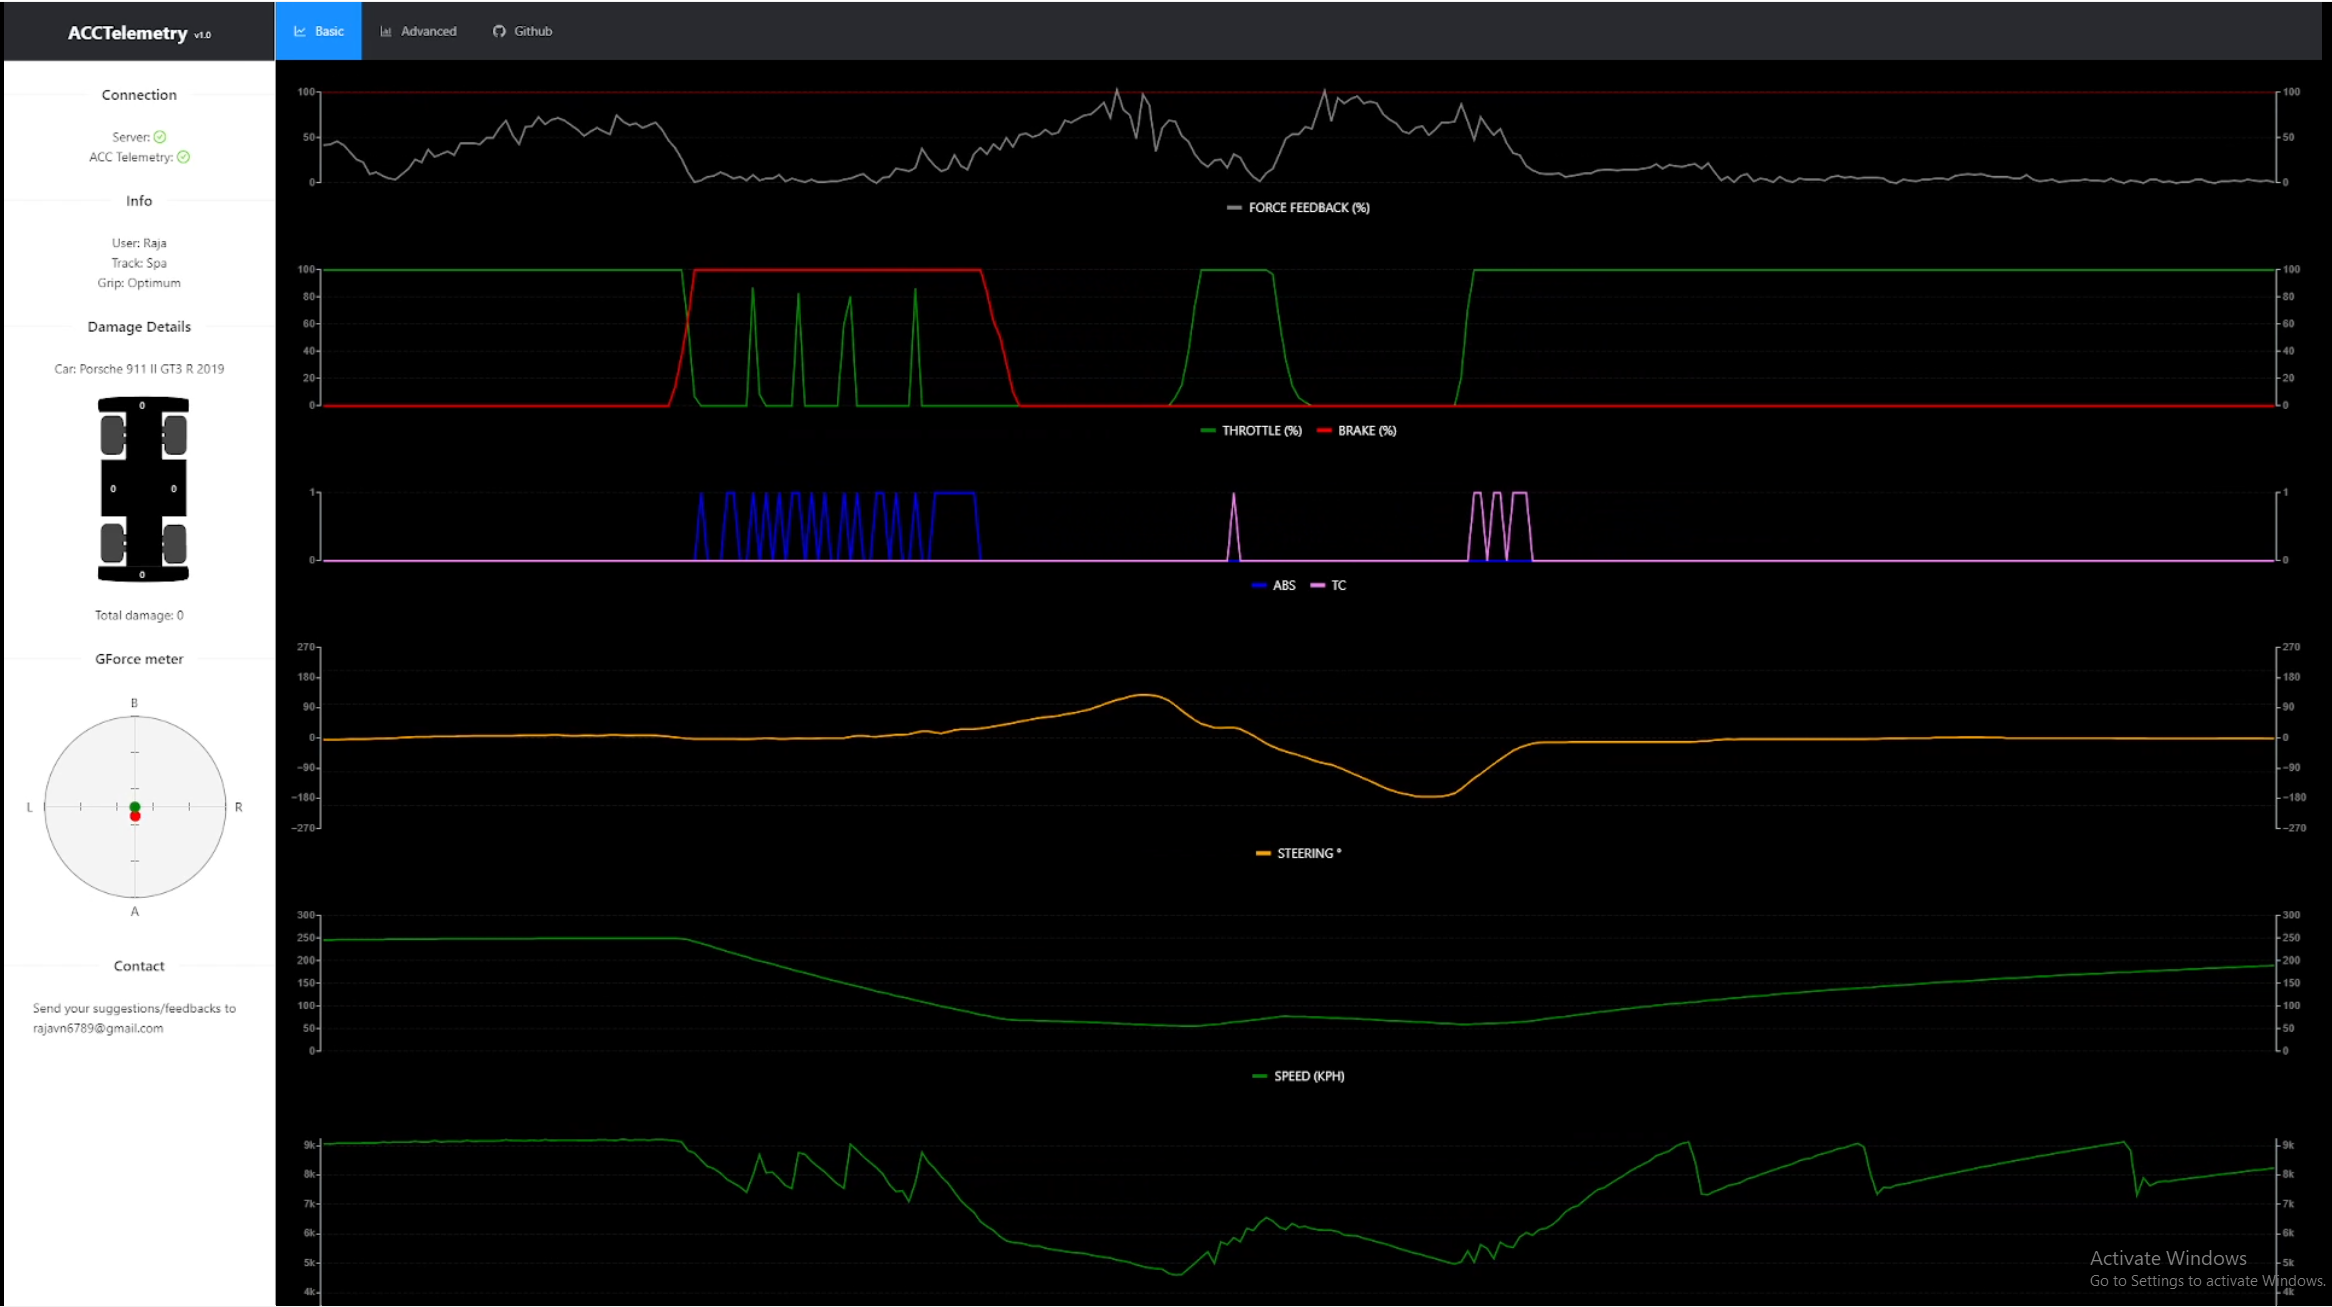 ACCTelemetry v1.0
Basic
Advanced
Github
Connection
Server:
ACC Telemetry:
Info
User: Raja
Track: Spa
Grip: Optimum
Damage Details
Car: Porsche 911 II GT3 R 2019
0
0 0
0
Total damage: 0
GForce meter
B
L R
A
Contact
Send your suggestions/feedbacks to
rajavn6789@gmail.com
100 100
50 50
0 0
FORCE FEEDBACK (%)
100 100
80 80
60 60
40 40
20 20
0 0
THROTTLE (%) BRAKE (%)
1 1
0 0
ABS TC
270 270
180 180
90 90
0 0
-90 -90
-180 -180
-270 -270
STEERING °
300 300
250 250
200 200
150 150
100 100
50 50
0 0
SPEED (KPH)
9k 9k
8k 8k
7k 7k
6k 6k
5k 5k
4k 4k
Activate Windows
Go to Settings to activate Windows.